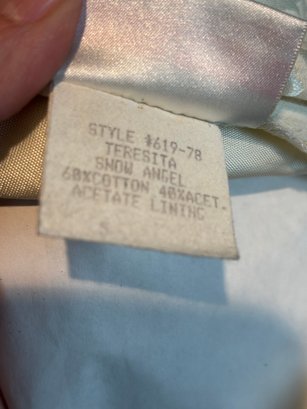 STYLE #619-78
TERESITA
SNOW ANGEL
60%COTTON 40%ACET.
ACETATE LINING
S